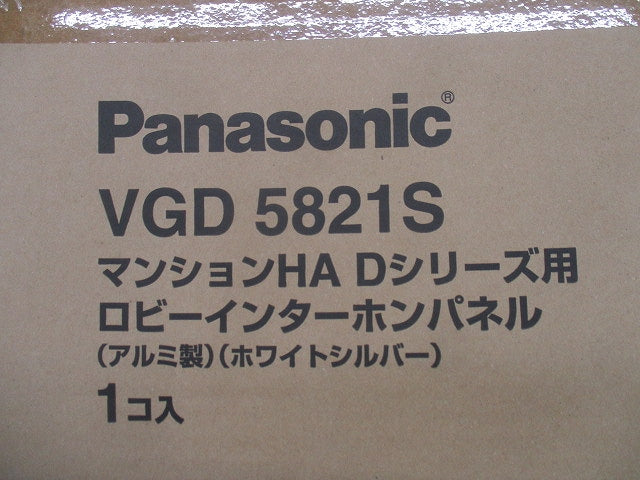 Panasonic®
VGD 5821S
マンションHA Dシリーズ用
ロビーインターホンパネル
(アルミ製)(ホワイトシルバー)
1コ入